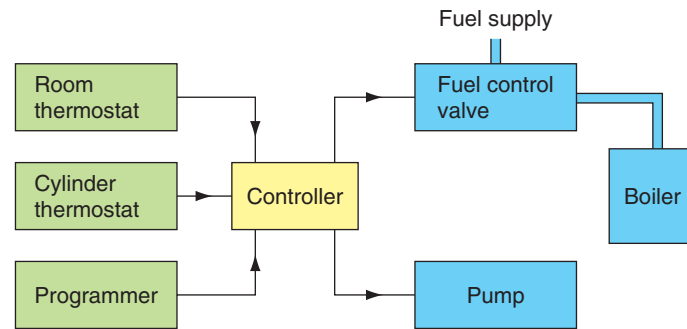 Fuel supply
Room
thermostat
Fuel control
valve
Cylinder
thermostat
Controller
Boiler
Programmer
Pump